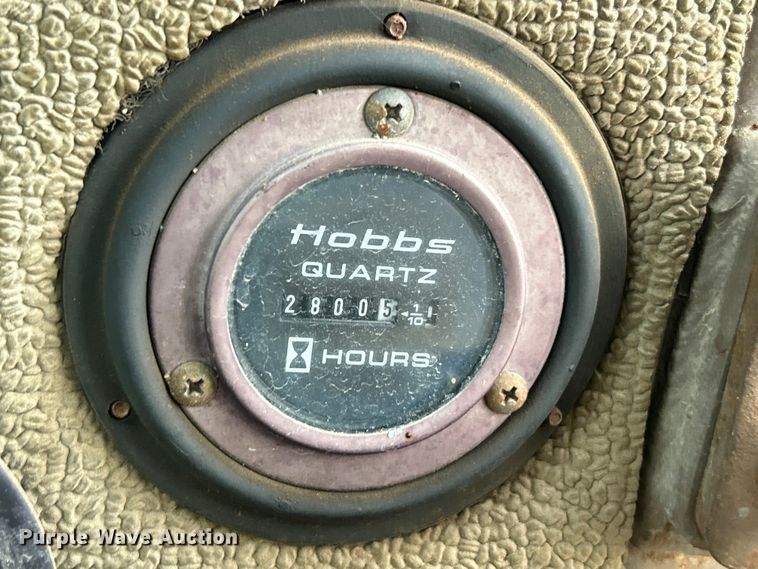 Hobbs
QUARTZ
28005 ◄1/10
HOURS
Purple Wave Auction